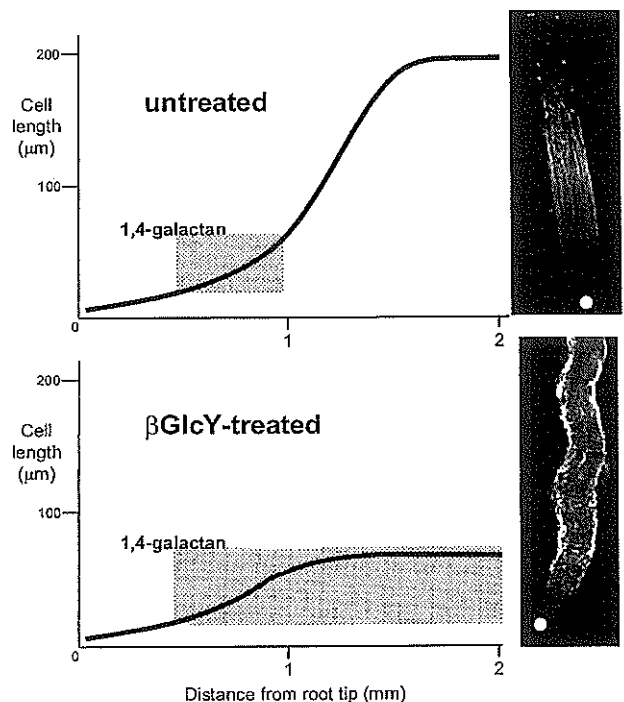 200
Cell
length
(µm)
untreated
100
1,4-galactan
0
1
2
200
Cell
length
(µm)
βGlcY-treated
100
1,4-galactan
0
1
2
Distance from root tip (mm)